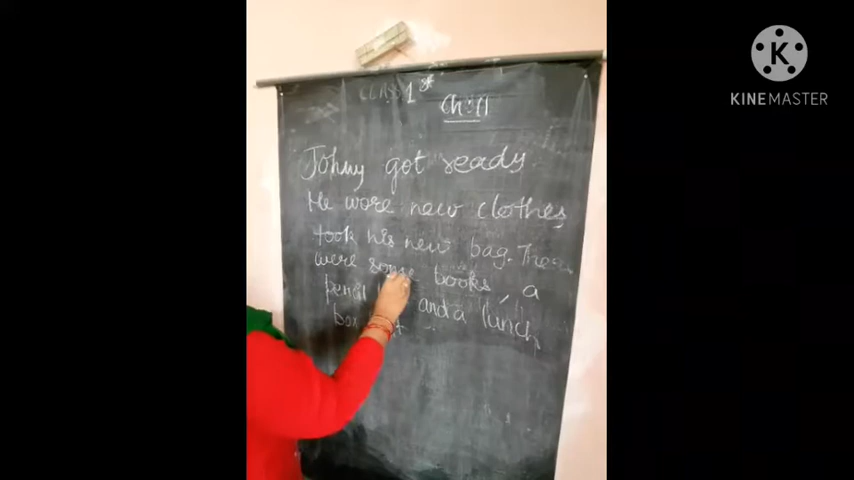 class 1st
Ch:11
Johny got ready
He wore new clothes
took his new bag. There
were some books, a
pencil and a lunch
box
K
KINEMASTER